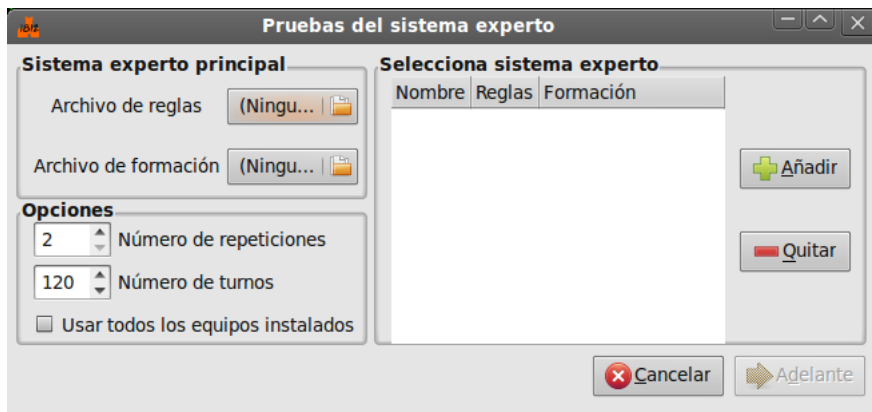 Pruebas del sistema experto
Sistema experto principal
Archivo de reglas (Ningu...
Archivo de formación (Ningu...
Opciones
2 Número de repeticiones
120 Número de turnos
Usar todos los equipos instalados
Selecciona sistema experto
Nombre Reglas Formación
Añadir
Quitar
Cancelar
Adelante